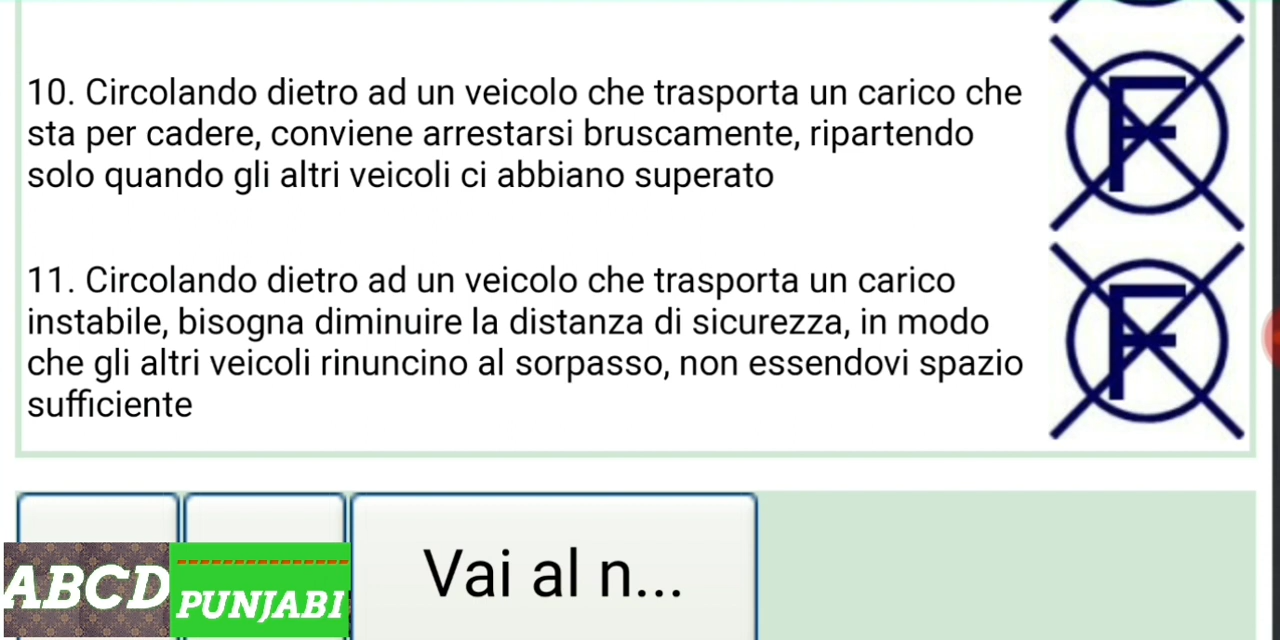 10. Circolando dietro ad un veicolo che trasporta un carico che
sta per cadere, conviene arrestarsi bruscamente, ripartendo
solo quando gli altri veicoli ci abbiano superato
F
11. Circolando dietro ad un veicolo che trasporta un carico
instabile, bisogna diminuire la distanza di sicurezza, in modo
che gli altri veicoli rinuncino al sorpasso, non essendovi spazio
sufficiente
F
Vai al n...
ABCD PUNJABI